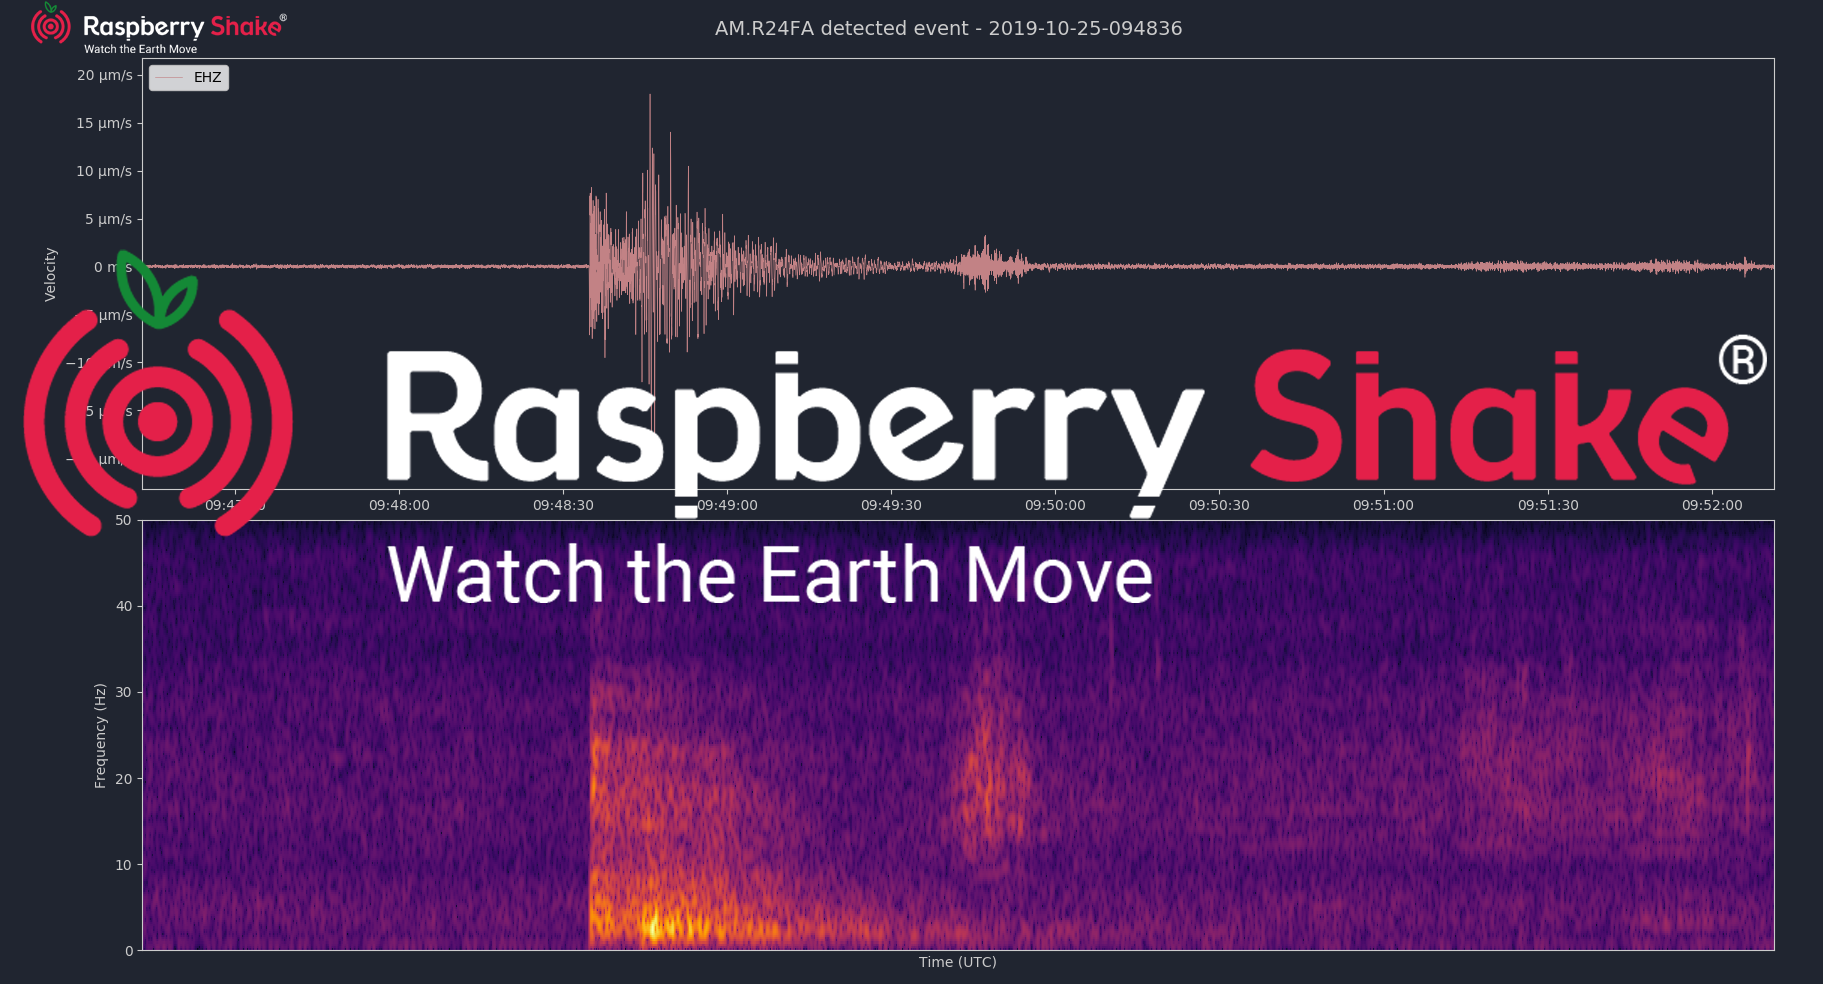 Raspberry Shake®
Watch the Earth Move
AM.R24FA detected event - 2019-10-25-094836
EHZ
20 µm/s
15 µm/s
10 µm/s
5 µm/s
0 m/s
Velocity
Raspberry Shake®
Watch the Earth Move
09:48:00
09:48:30
09:49:00
09:49:30
09:50:00
09:50:30
09:51:00
09:51:30
09:52:00
50
40
30
20
10
0
Frequency (Hz)
Time (UTC)